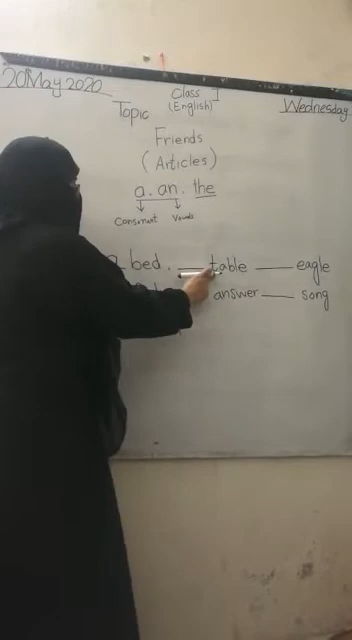 20 May 2020 Class I Wednesday
Topic (English)
Friends
(Articles)
a. an. the
Consonant Vowels
a bed. ___ table ___ eagle
answer ___ song